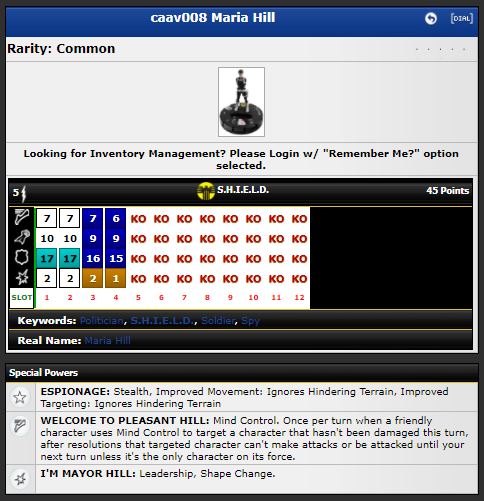 caav008 Maria Hill
[DIAL]
Rarity: Common
Looking for Inventory Management? Please Login w/ "Remember Me?" option
selected.
5 S.H.I.E.L.D. 45 Points
7 7 7 6 KO KO KO KO KO KO KO KO
10 10 9 9 KO KO KO KO KO KO KO KO
17 17 16 15 KO KO KO KO KO KO KO KO
2 2 2 1 KO KO KO KO KO KO KO KO
SLOT 1 2 3 4 5 6 7 8 9 10 11 12
Keywords: Politician, S.H.I.E.L.D., Soldier, Spy
Real Name: Maria Hill
Special Powers
ESPIONAGE: Stealth, Improved Movement: Ignores Hindering Terrain, Improved
Targeting: Ignores Hindering Terrain
WELCOME TO PLEASANT HILL: Mind Control. Once per turn when a friendly
character uses Mind Control to target a character that hasn't been damaged this turn,
after resolutions that targeted character can't make attacks or be attacked until your
next turn unless it's the only character on its force.
I'M MAYOR HILL: Leadership, Shape Change.